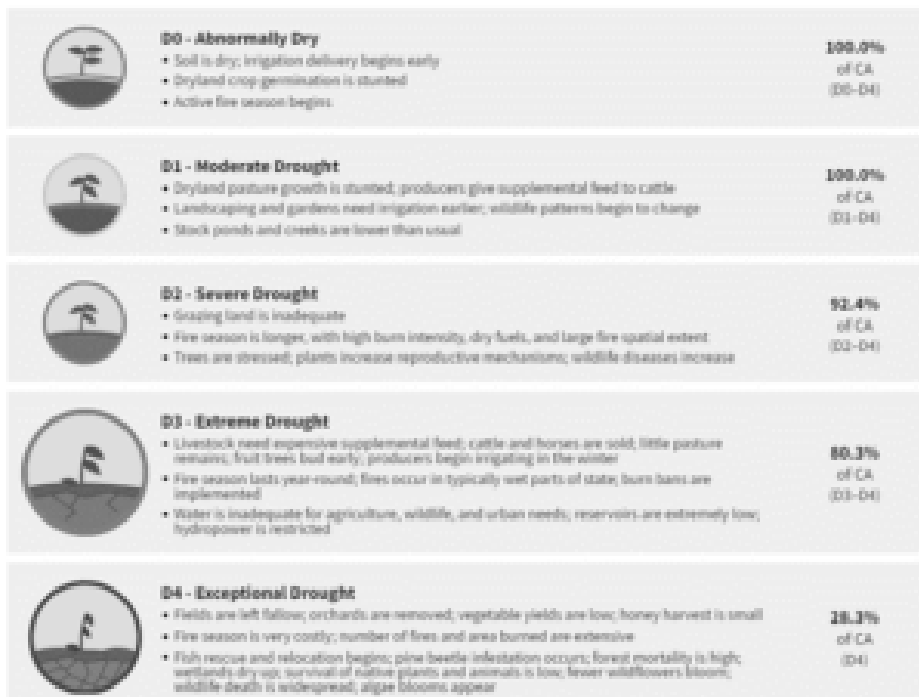 D0 - Abnormally Dry
• Soil is dry; irrigation delivery begins early
• Dryland crop germination is stunted
• Active fire season begins
100.0%
of CA
(D0–D4)
D1 - Moderate Drought
• Dryland pasture growth is stunted; producers give supplemental feed to cattle
• Landscaping and gardens need irrigation earlier; wildlife patterns begin to change
• Stock ponds and creeks are lower than usual
100.0%
of CA
(D1–D4)
D2 - Severe Drought
• Grazing land is inadequate
• Fire season is longer, with high burn intensity, dry fuels, and large fire spatial extent
• Trees are stressed; plants increase reproductive mechanisms; wildlife diseases increase
92.4%
of CA
(D2–D4)
D3 - Extreme Drought
• Livestock need expensive supplemental feed; cattle and horses are sold; little pasture
remains; fruit trees bud early; producers begin irrigating in the winter
• Fire season lasts year-round; fires occur in typically wet parts of state; burn bans are
implemented
• Water is inadequate for agriculture, wildlife, and urban needs; reservoirs are extremely low;
hydropower is restricted
80.3%
of CA
(D3–D4)
D4 - Exceptional Drought
• Fields are left fallow; orchards are removed; vegetable yields are low; honey harvest is small
• Fire season is very costly; number of fires and area burned are extensive
• Fish rescue and relocation begins; pine beetle infestation occurs; forest mortality is high;
wetlands dry up; survival of native plants and animals is low; fewer wildflowers bloom;
wildlife death is widespread; algae blooms appear
28.3%
of CA
(D4)